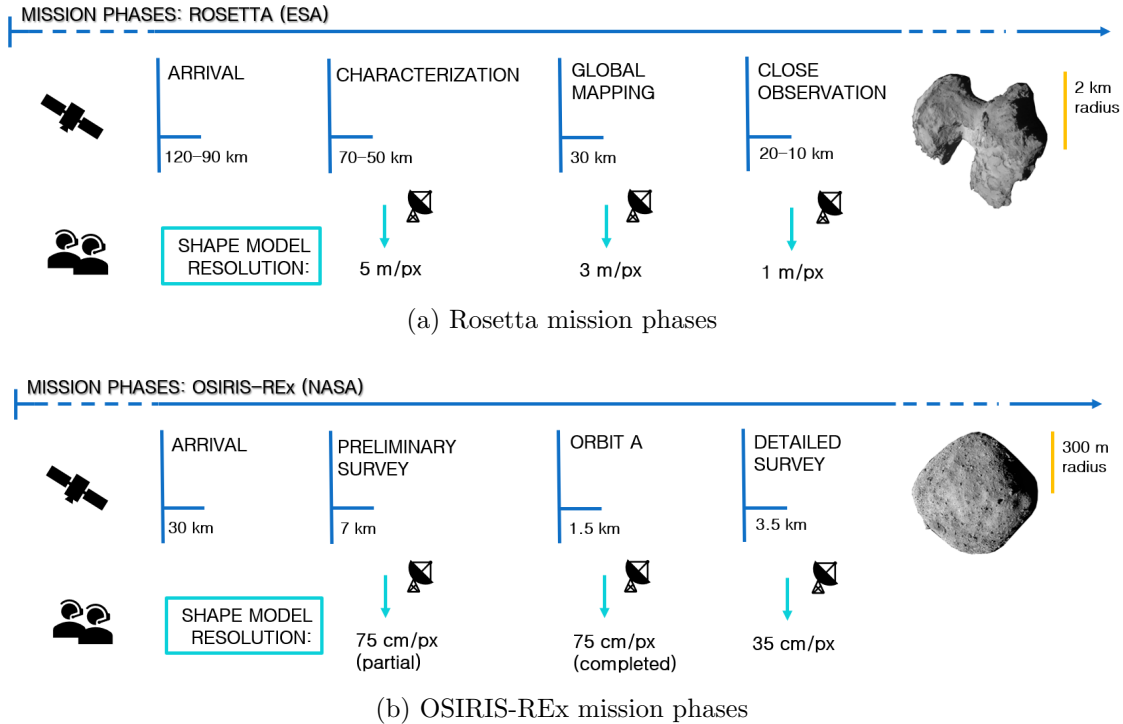 MISSION PHASES: ROSETTA (ESA)
ARRIVAL
120-90 km
CHARACTERIZATION
70-50 km
GLOBAL
MAPPING
30 km
CLOSE
OBSERVATION
20-10 km
2 km
radius
SHAPE MODEL
RESOLUTION:
5 m/px
3 m/px
1 m/px
(a) Rosetta mission phases
MISSION PHASES: OSIRIS-REx (NASA)
ARRIVAL
30 km
PRELIMINARY
SURVEY
7 km
ORBIT A
1.5 km
DETAILED
SURVEY
3.5 km
300 m
radius
SHAPE MODEL
RESOLUTION:
75 cm/px
(partial)
75 cm/px
(completed)
35 cm/px
(b) OSIRIS-REx mission phases